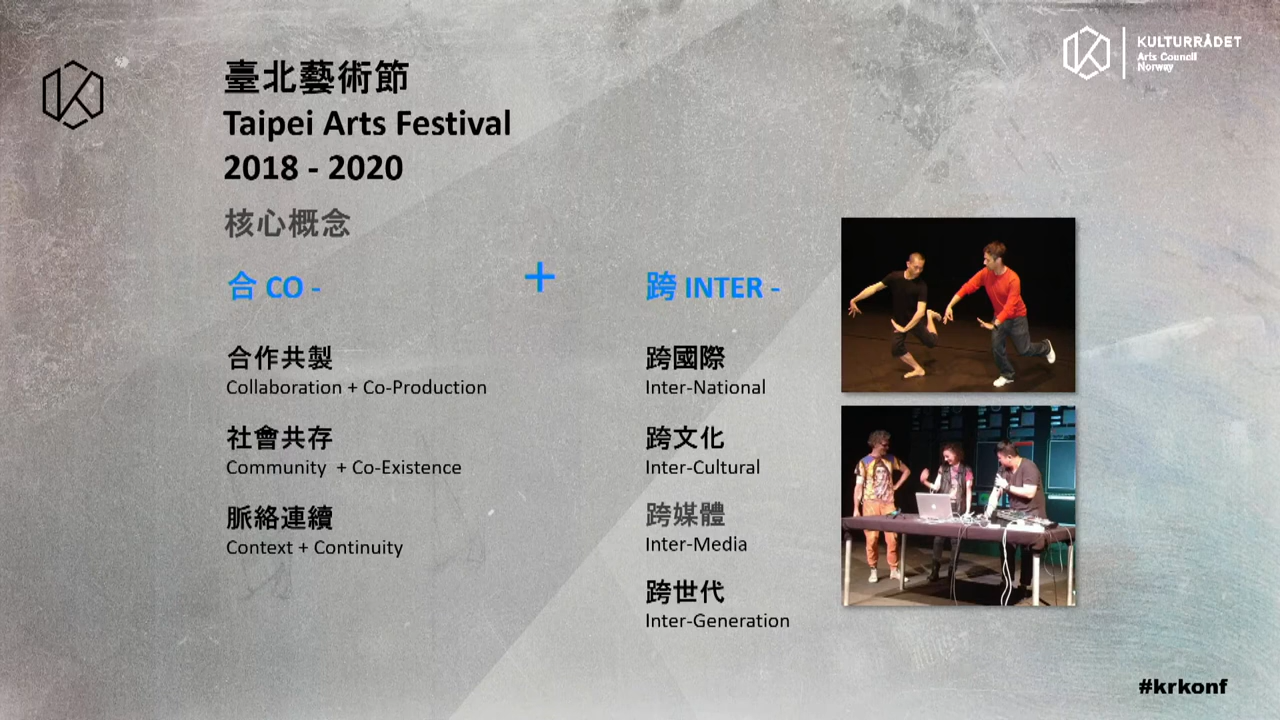 KULTURRÅDET
Arts Council
Norway
臺北藝術節
Taipei Arts Festival
2018 - 2020
核心概念
合 CO -
+
跨 INTER -
合作共製
Collaboration + Co-Production
社會共存
Community + Co-Existence
脈絡連續
Context + Continuity
跨國際
Inter-National
跨文化
Inter-Cultural
跨媒體
Inter-Media
跨世代
Inter-Generation
#krkonf